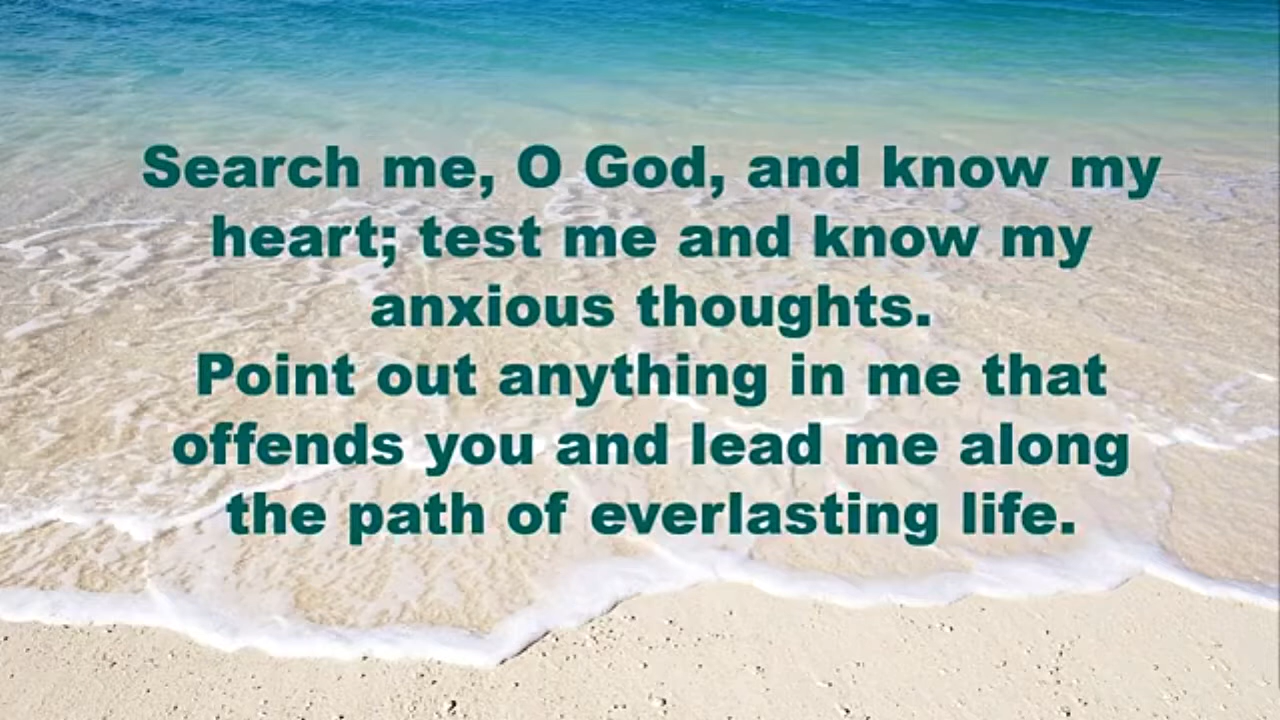 Search me, O God, and know my
heart; test me and know my
anxious thoughts.
Point out anything in me that
offends you and lead me along
the path of everlasting life.